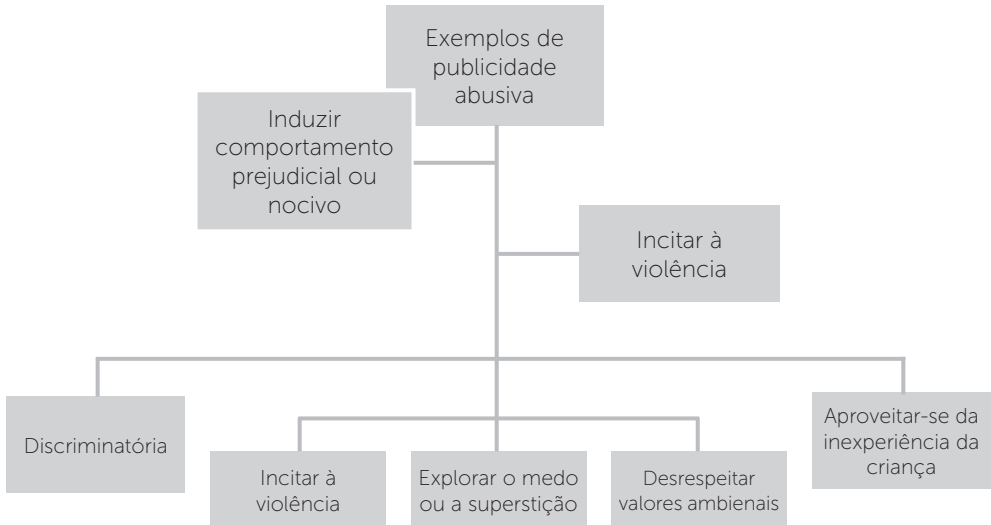 Exemplos de
publicidade
abusiva
Induzir
comportamento
prejudicial ou
nocivo
Incitar à
violência
Discriminatória
Incitar à
violência
Explorar o medo
ou a superstição
Desrespeitar
valores ambienais
Aproveitar-se da
inexperiência da
criança